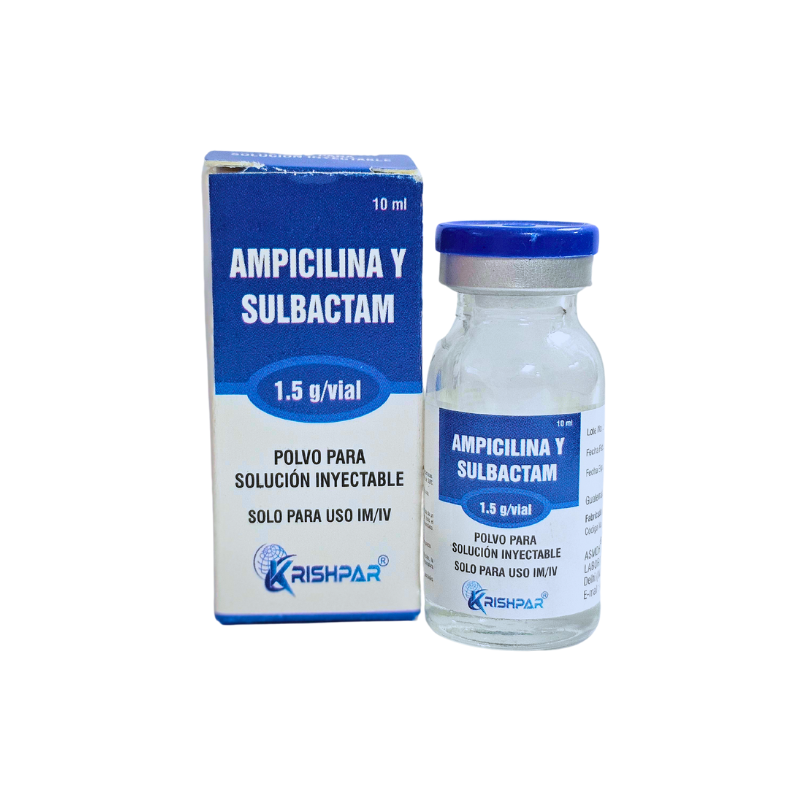 SOLUCIÓN INYECTABLE
10 ml
AMPICILINA Y
SULBACTAM
1.5 g/vial
POLVO PARA
SOLUCIÓN INYECTABLE
SOLO PARA USO IM/IV
KRISHPAR®
10 ml
AMPICILINA Y
SULBACTAM
1.5 g/vial
POLVO PARA
SOLUCIÓN INYECTABLE
SOLO PARA USO IM/IV
KRISHPAR®